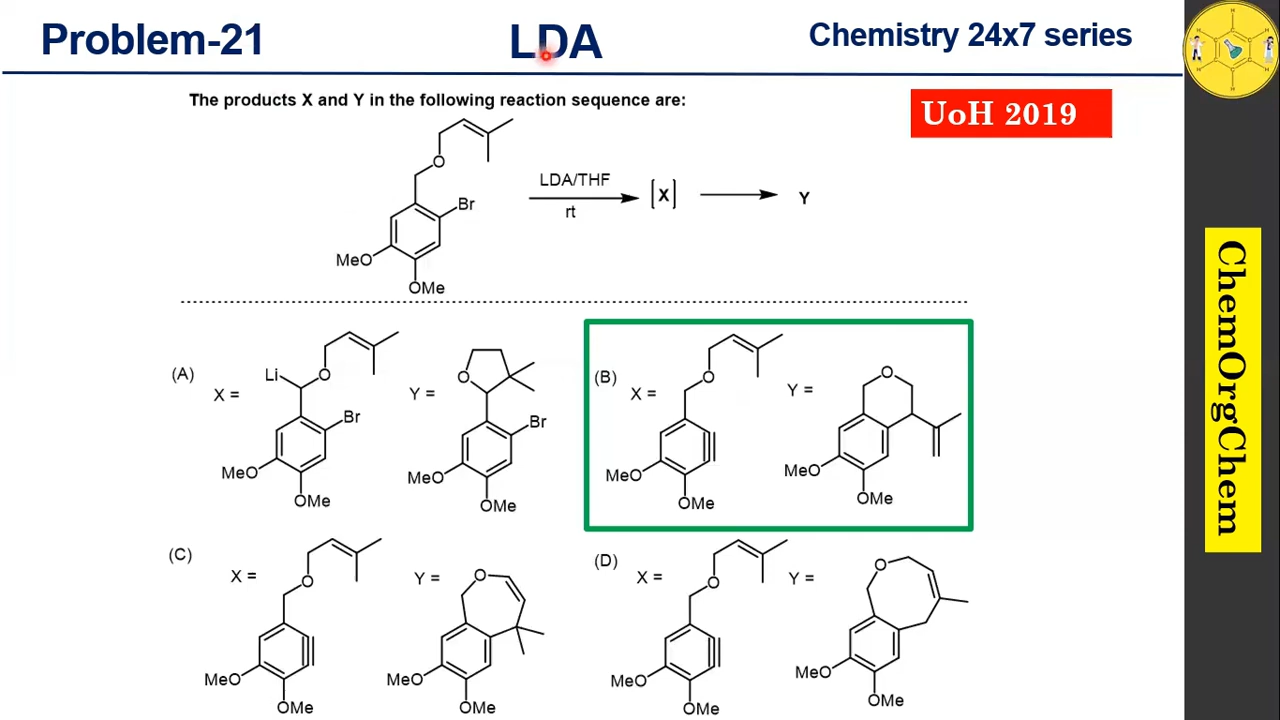 Problem-21
LDA
Chemistry 24x7 series
The products X and Y in the following reaction sequence are:
UoH 2019
O
Br
MeO
OMe
LDA/THF
rt
[X]
Y
(A)
X =
Li
O
Br
MeO
OMe
Y =
O
Br
MeO
OMe
(B)
X =
O
MeO
OMe
Y =
O
MeO
OMe
(C)
X =
O
MeO
OMe
Y =
O
MeO
OMe
(D)
X =
O
MeO
OMe
Y =
O
MeO
OMe
ChemOrgChem